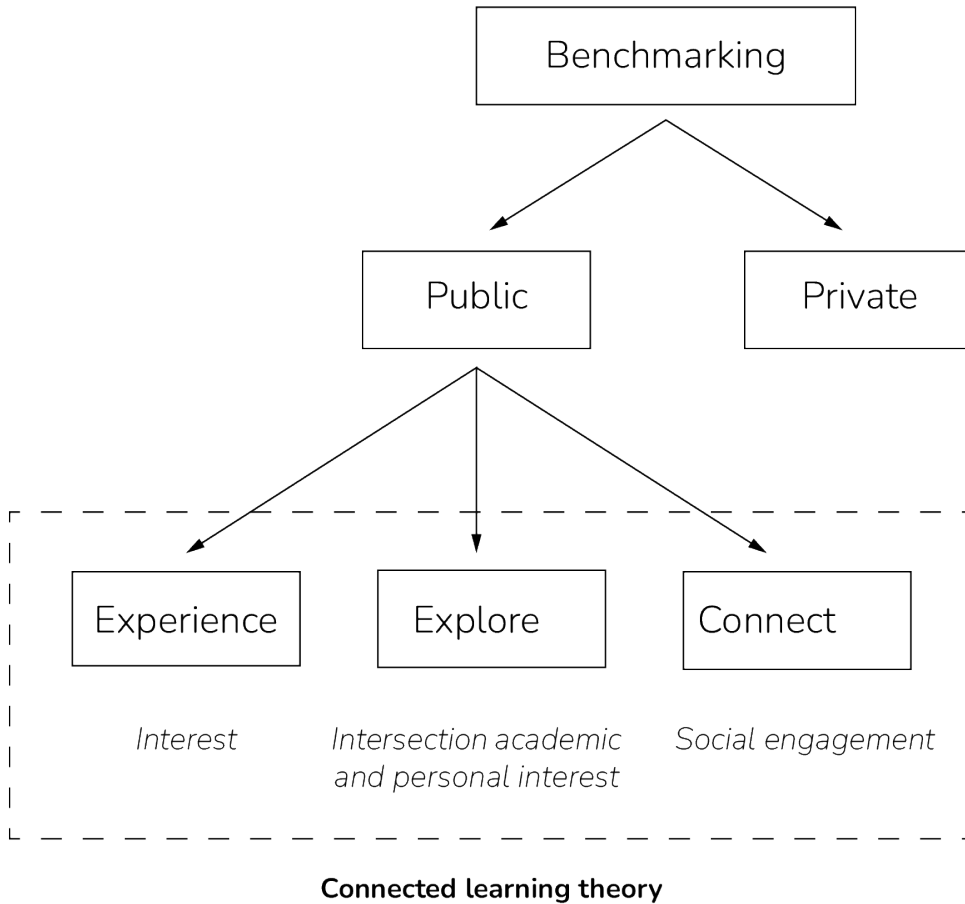 Benchmarking
Public
Private
Experience
Explore
Connect
Interest
Intersection academic
and personal interest
Social engagement
Connected learning theory